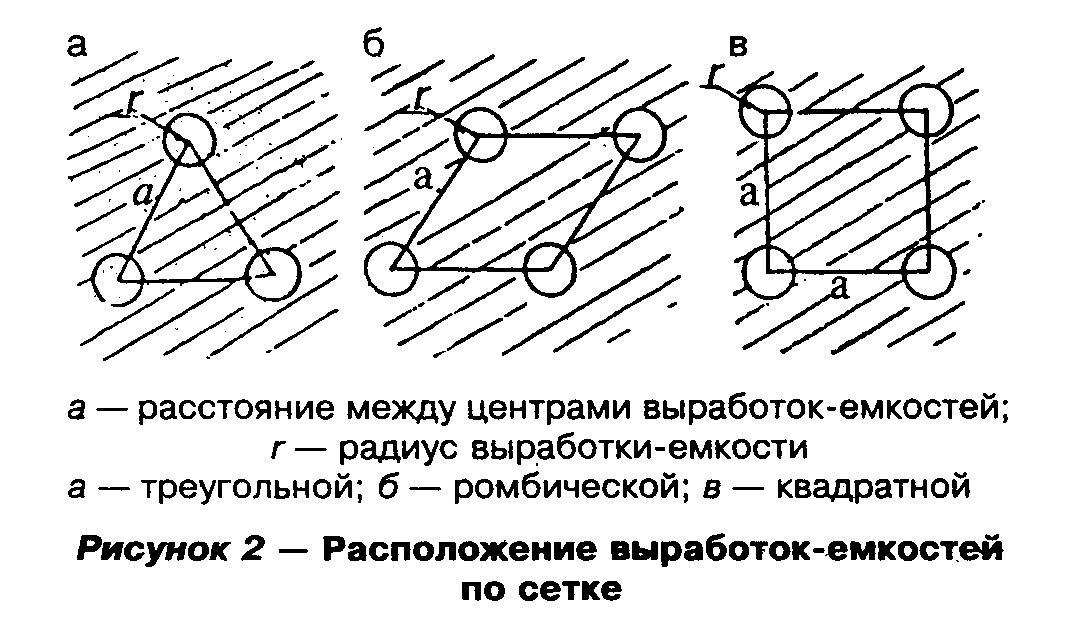 а б в
r r r
a a a
a
а — расстояние между центрами выработок-емкостей;
r — радиус выработки-емкости
а — треугольной; б — ромбической; в — квадратной
Рисунок 2 — Расположение выработок-емкостей
по сетке